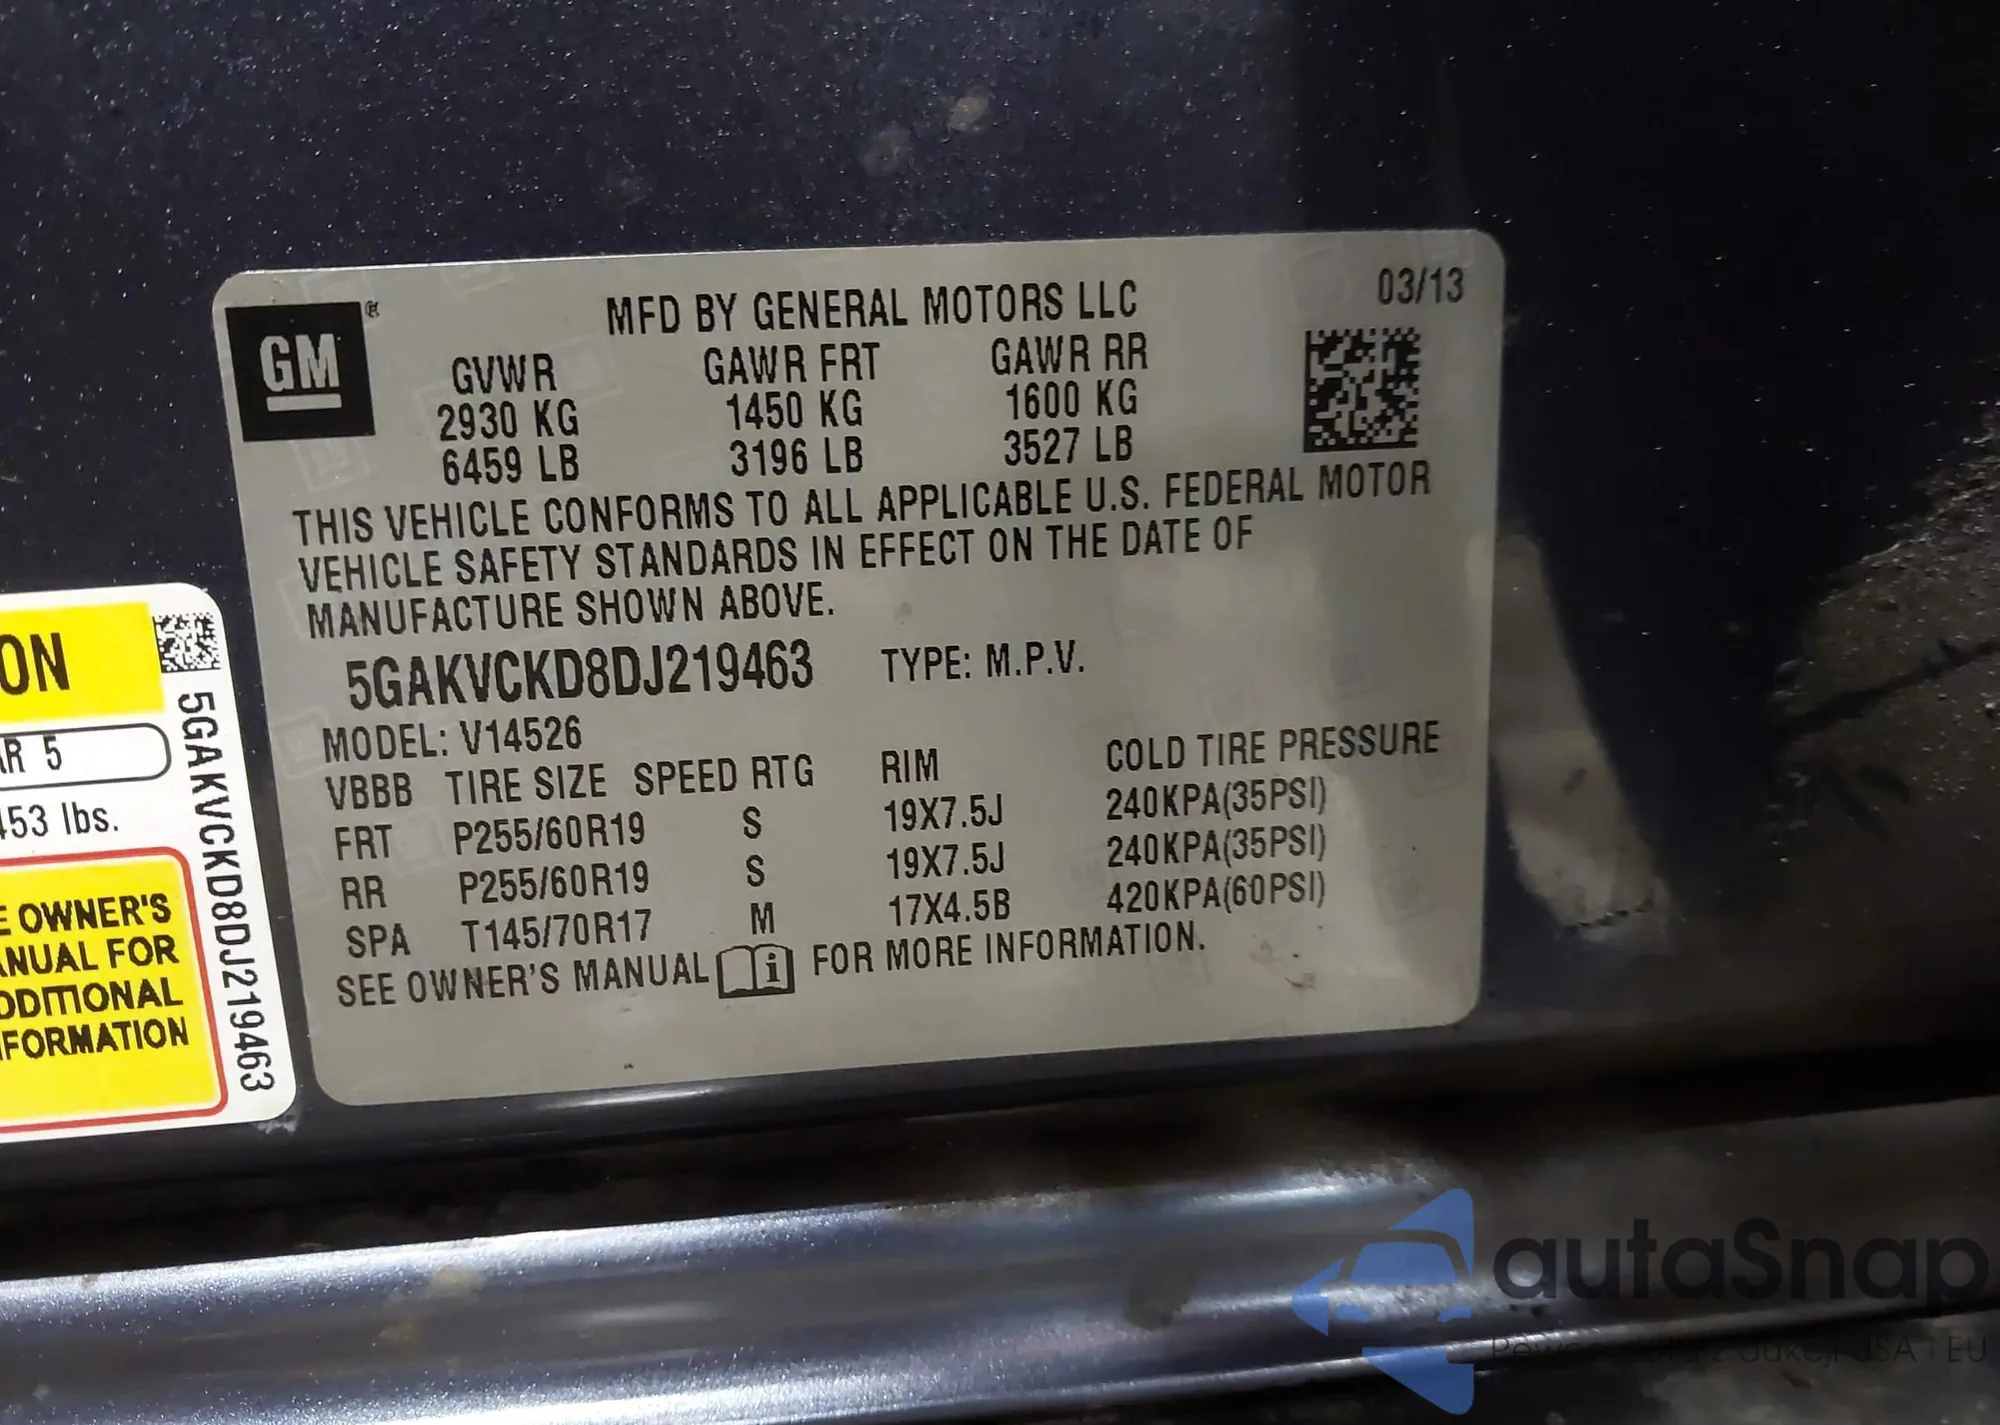 GM
MFD BY GENERAL MOTORS LLC
03/13
GVWR GAWR FRT GAWR RR
2930 KG 1450 KG 1600 KG
6459 LB 3196 LB 3527 LB
THIS VEHICLE CONFORMS TO ALL APPLICABLE U.S. FEDERAL MOTOR
VEHICLE SAFETY STANDARDS IN EFFECT ON THE DATE OF
MANUFACTURE SHOWN ABOVE.
5GAKVCKD8DJ219463 TYPE: M.P.V.
MODEL: V14526
VBBB TIRE SIZE SPEED RTG RIM COLD TIRE PRESSURE
FRT P255/60R19 S 19X7.5J 240KPA(35PSI)
RR P255/60R19 S 19X7.5J 240KPA(35PSI)
SPA T145/70R17 M 17X4.5B 420KPA(60PSI)
SEE OWNER'S MANUAL i FOR MORE INFORMATION.
ON
AR 5
453 lbs.
E OWNER'S
ANUAL FOR
DDITIONAL
FORMATION
5GAKVCKD8DJ219463
autaSnap
USA i EU